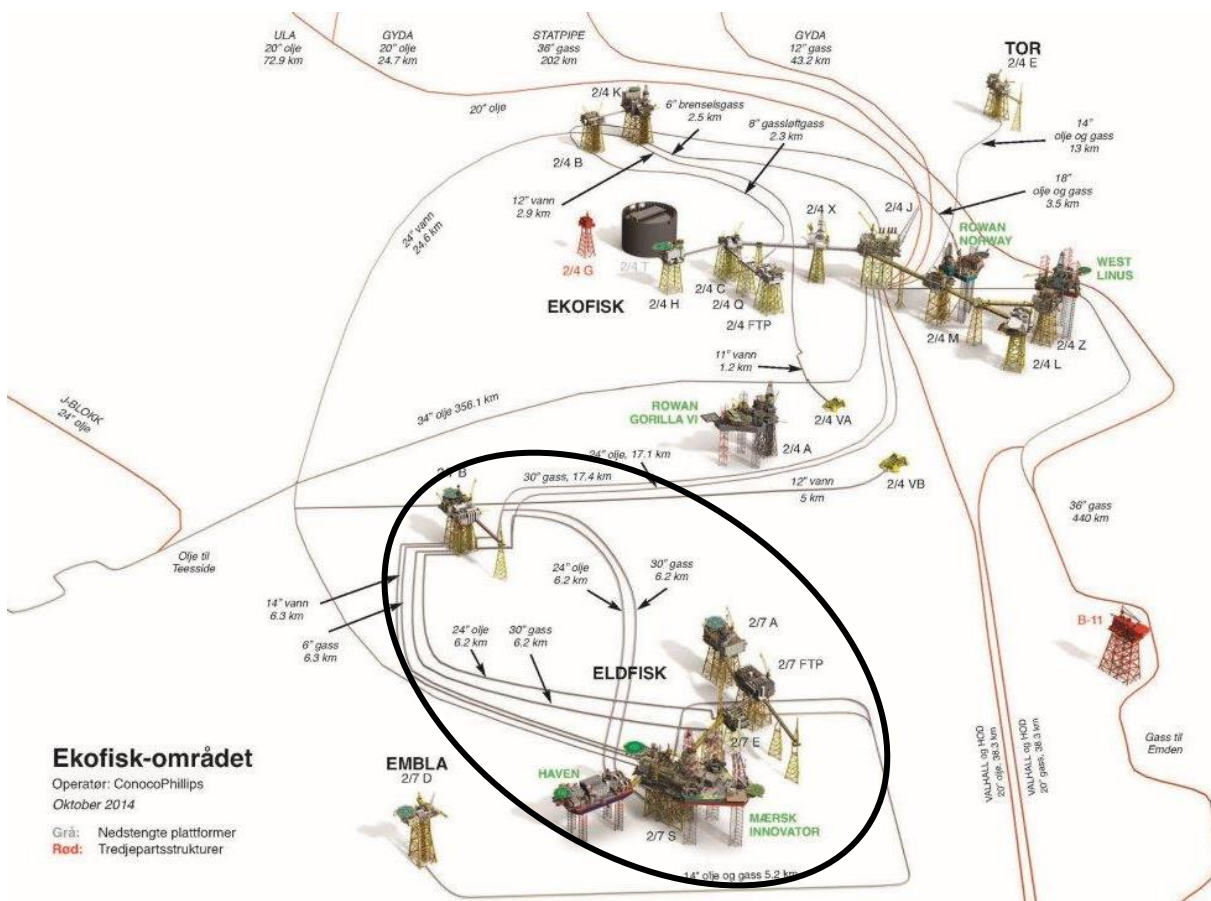 ULA
20" olje
72.9 km
GYDA
20" olje
24.7 km
STATPIPE
36" gass
202 km
GYDA
12" gass
43.2 km
TOR
2/4 E
20" olje
2/4 K
6" brenselsgass
2.5 km
8" gassløftgass
2.3 km
14"
olje og gass
13 km
2/4 B
12" vann
2.9 km
18"
olje og gass
3.5 km
24" vann
24.6 km
2/4 X
2/4 J
ROWAN
NORWAY
WEST
LINUS
2/4 G
2/4 T
2/4 H
2/4 C
2/4 Q
2/4 FTP
EKOFISK
2/4 M
2/4 Z
2/4 L
11" vann
1.2 km
J-BLOKK
24" olje
34" olje 356.1 km
ROWAN
GORILLA VI
2/4 VA
2/4 A
24" olje, 17.1 km
30" gass, 17.4 km
12" vann
5 km
2/4 VB
2/7 B
36" gass
440 km
Olje til
Teesside
24" olje
6.2 km
30" gass
6.2 km
14" vann
6.3 km
6" gass
6.3 km
24" olje
6.2 km
30" gass
6.2 km
2/7 A
2/7 FTP
B-11
ELDFISK
2/7 E
VALHALL og HOD
20" olje, 38.3 km
VALHALL og HOD
20" gass, 38.3 km
Gass til
Emden
Ekofisk-området
Operatør: ConocoPhillips
Oktober 2014
Grå: Nedstengte plattformer
Rød: Tredjepartsstrukturer
EMBLA
2/7 D
HAVEN
2/7 S
MÆRSK
INNOVATOR
14" olje og gass 5.2 km